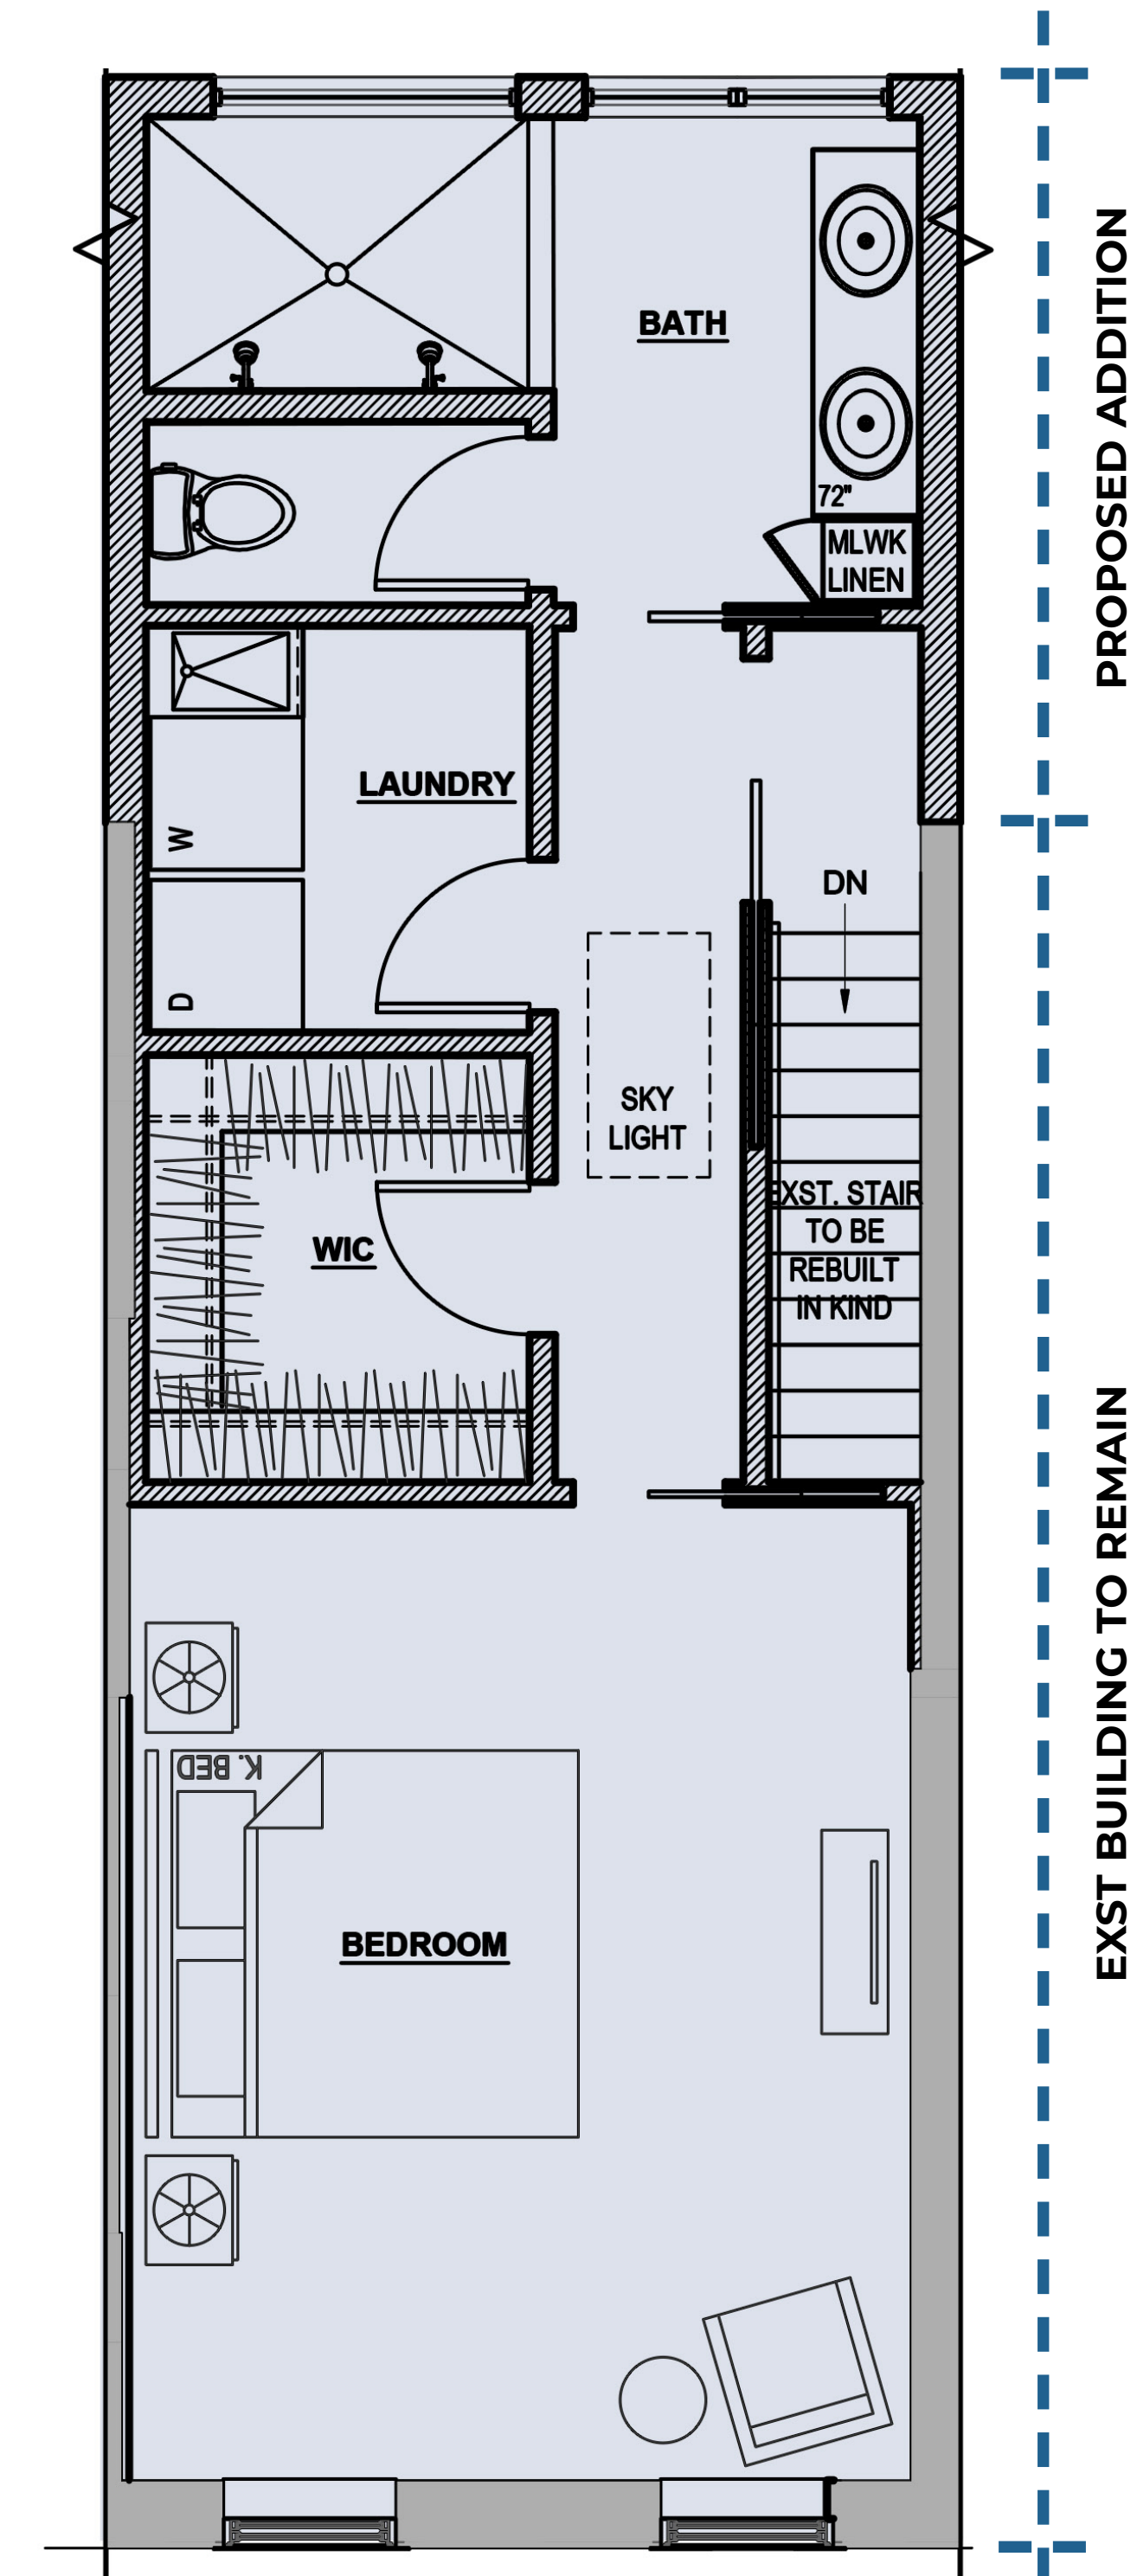 BATH
72"
MLWK
LINEN
LAUNDRY
W
D
DN
SKY
LIGHT
EXST. STAIR
TO BE
REBUILT
IN KIND
WIC
K. BED
BEDROOM
PROPOSED ADDITION
EXST BUILDING TO REMAIN